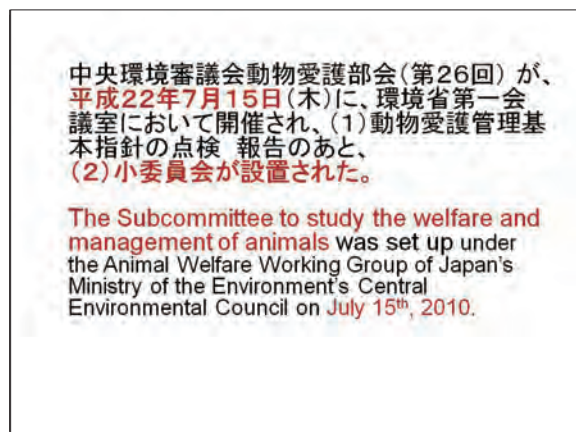 中央環境審議会動物愛護部会(第26回) が、
平成22年7月15日(木)に、環境省第一会
議室において開催され、(1)動物愛護管理基
本指針の点検 報告のあと、
(2)小委員会が設置された。
The Subcommittee to study the welfare and
management of animals was set up under
the Animal Welfare Working Group of Japan's
Ministry of the Environment's Central
Environmental Council on July 15th, 2010.